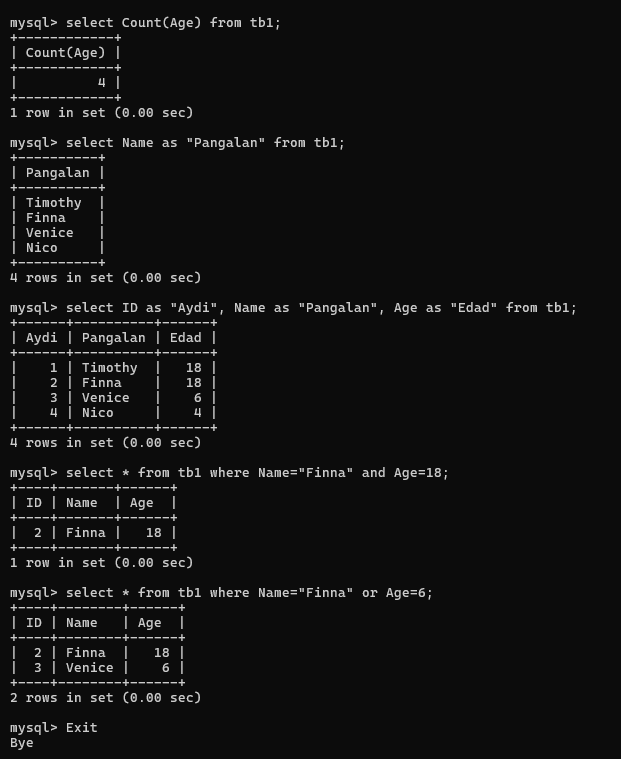 mysql> select Count(Age) from tb1;
+------------+
| Count(Age) |
+------------+
|          4 |
+------------+
1 row in set (0.00 sec)

mysql> select Name as "Pangalan" from tb1;
+----------+
| Pangalan |
+----------+
| Timothy  |
| Finna    |
| Venice   |
| Nico     |
+----------+
4 rows in set (0.00 sec)

mysql> select ID as "Aydi", Name as "Pangalan", Age as "Edad" from tb1;
+------+----------+------+
| Aydi | Pangalan | Edad |
+------+----------+------+
|    1 | Timothy  |   18 |
|    2 | Finna    |   18 |
|    3 | Venice   |    6 |
|    4 | Nico     |    4 |
+------+----------+------+
4 rows in set (0.00 sec)

mysql> select * from tb1 where Name="Finna" and Age=18;
+----+-------+------+
| ID | Name  | Age  |
+----+-------+------+
|  2 | Finna |   18 |
+----+-------+------+
1 row in set (0.00 sec)

mysql> select * from tb1 where Name="Finna" or Age=6;
+----+--------+------+
| ID | Name   | Age  |
+----+--------+------+
|  2 | Finna  |   18 |
|  3 | Venice |    6 |
+----+--------+------+
2 rows in set (0.00 sec)

mysql> Exit
Bye